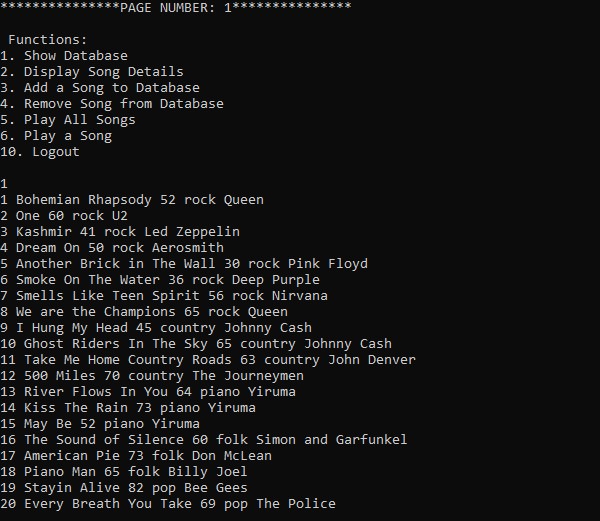 ***************PAGE NUMBER: 1***************
Functions:
1. Show Database
2. Display Song Details
3. Add a Song to Database
4. Remove Song from Database
5. Play All Songs
6. Play a Song
10. Logout
1
1 Bohemian Rhapsody 52 rock Queen
2 One 60 rock U2
3 Kashmir 41 rock Led Zeppelin
4 Dream On 50 rock Aerosmith
5 Another Brick in The Wall 30 rock Pink Floyd
6 Smoke On The Water 36 rock Deep Purple
7 Smells Like Teen Spirit 56 rock Nirvana
8 We are the Champions 65 rock Queen
9 I Hung My Head 45 country Johnny Cash
10 Ghost Riders In The Sky 65 country Johnny Cash
11 Take Me Home Country Roads 63 country John Denver
12 500 Miles 70 country The Journeymen
13 River Flows In You 64 piano Yiruma
14 Kiss The Rain 73 piano Yiruma
15 May Be 52 piano Yiruma
16 The Sound of Silence 60 folk Simon and Garfunkel
17 American Pie 73 folk Don McLean
18 Piano Man 65 folk Billy Joel
19 Stayin Alive 82 pop Bee Gees
20 Every Breath You Take 69 pop The Police